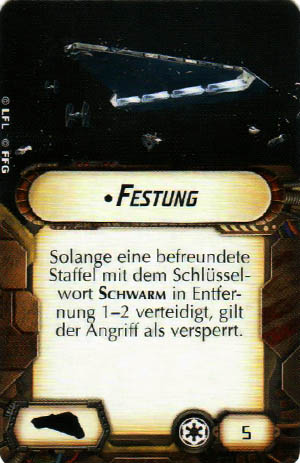 © LFL © FFG
•FESTUNG
Solange eine befreundete
Staffel mit dem Schlüssel-
wort SCHWARM in Entfer-
nung 1–2 verteidigt, gilt
der Angriff als versperrt.
5